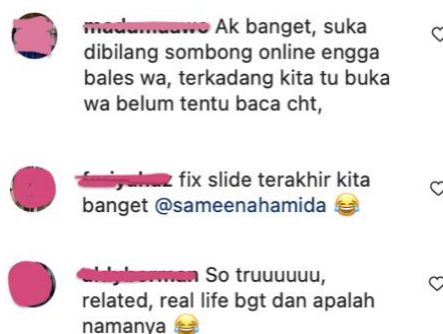 Ak banget, suka
dibilang sombong online engga
bales wa, terkadang kita tu buka
wa belum tentu baca cht,
fix slide terakhir kita
banget @sameenahamida 😂
So truuuuuu,
related, real life bgt dan apalah
namanya 😂